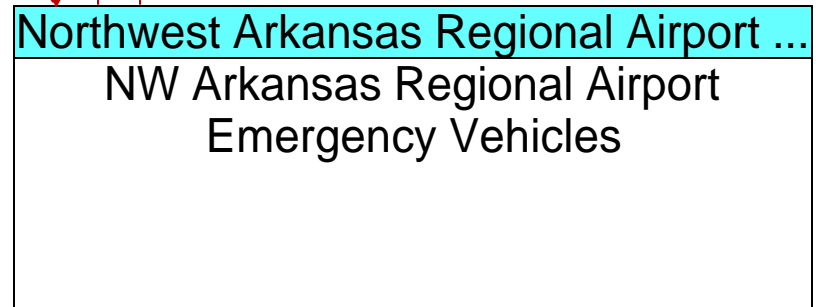 Northwest Arkansas Regional Airport ...
NW Arkansas Regional Airport
Emergency Vehicles